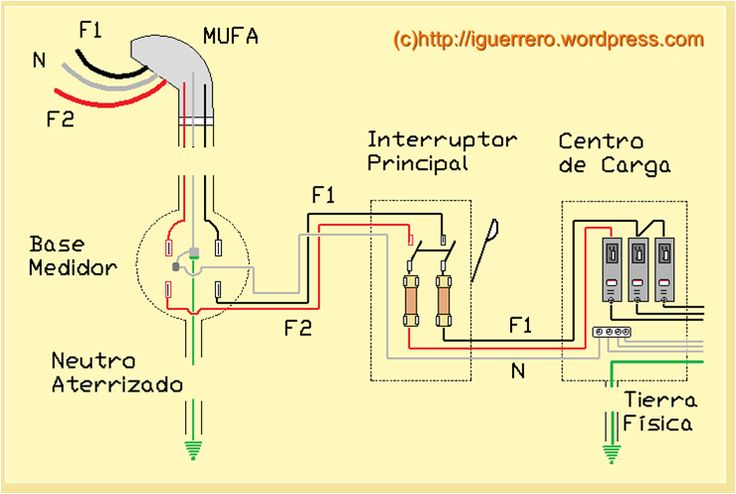 (c)http://iguerrero.wordpress.com
F1
MUFA
N
F2
Interruptor
Principal
Centro
de Carga
F1
Base
Medidor
F2
F1
N
Neutro
Aterrizado
Tierra
Física